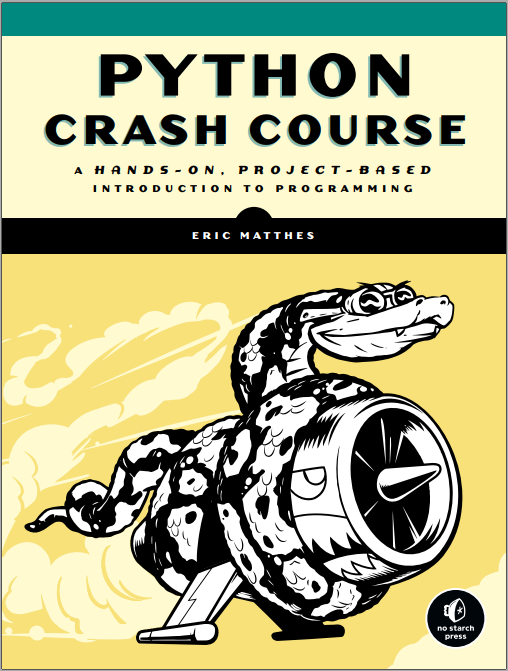 PYTHON
CRASH COURSE
A HANDS-ON, PROJECT-BASED
INTRODUCTION TO PROGRAMMING
ERIC MATTHES
no starch
press